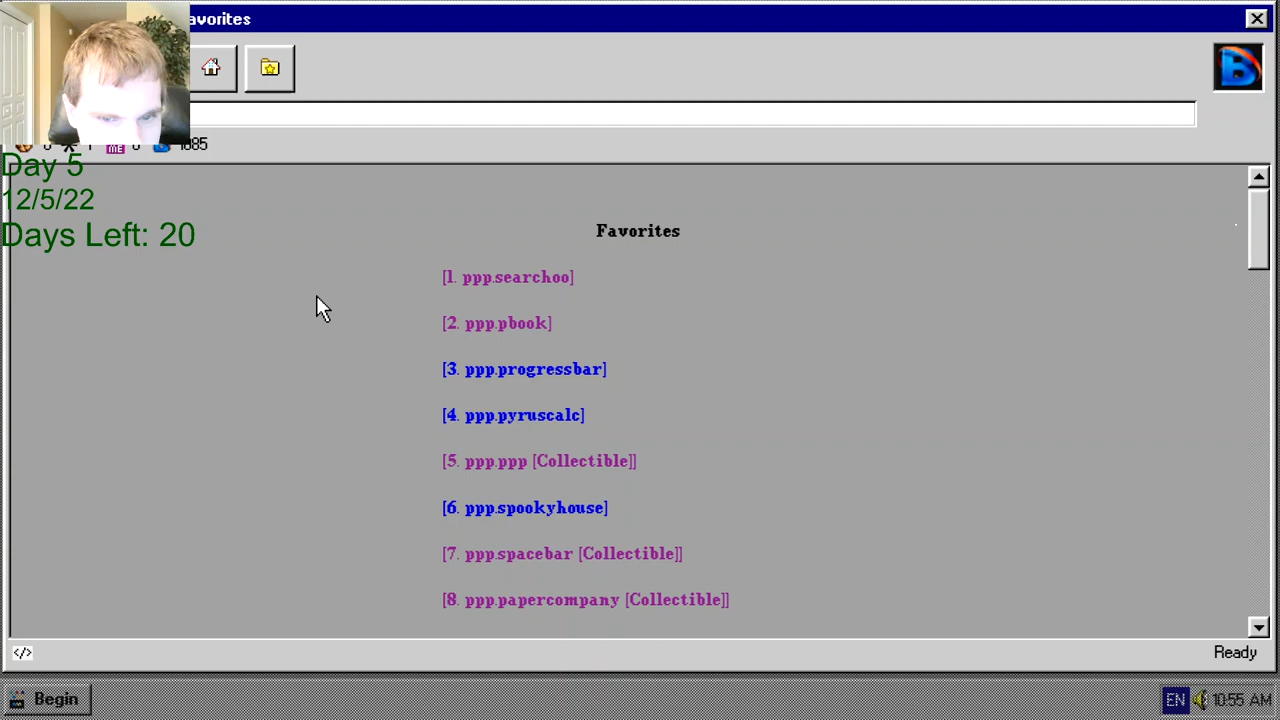 avorites
1885
Day 5
12/5/22
Days Left: 20
Favorites
[1. ppp.searchoo]
[2. ppp.pbook]
[3. ppp.progressbar]
[4. ppp.pyruscalc]
[5. ppp.ppp [Collectible]]
[6. ppp.spookyhouse]
[7. ppp.spacebar [Collectible]]
[8. ppp.papercompany [Collectible]]
</> Ready
Begin EN 10:55 AM